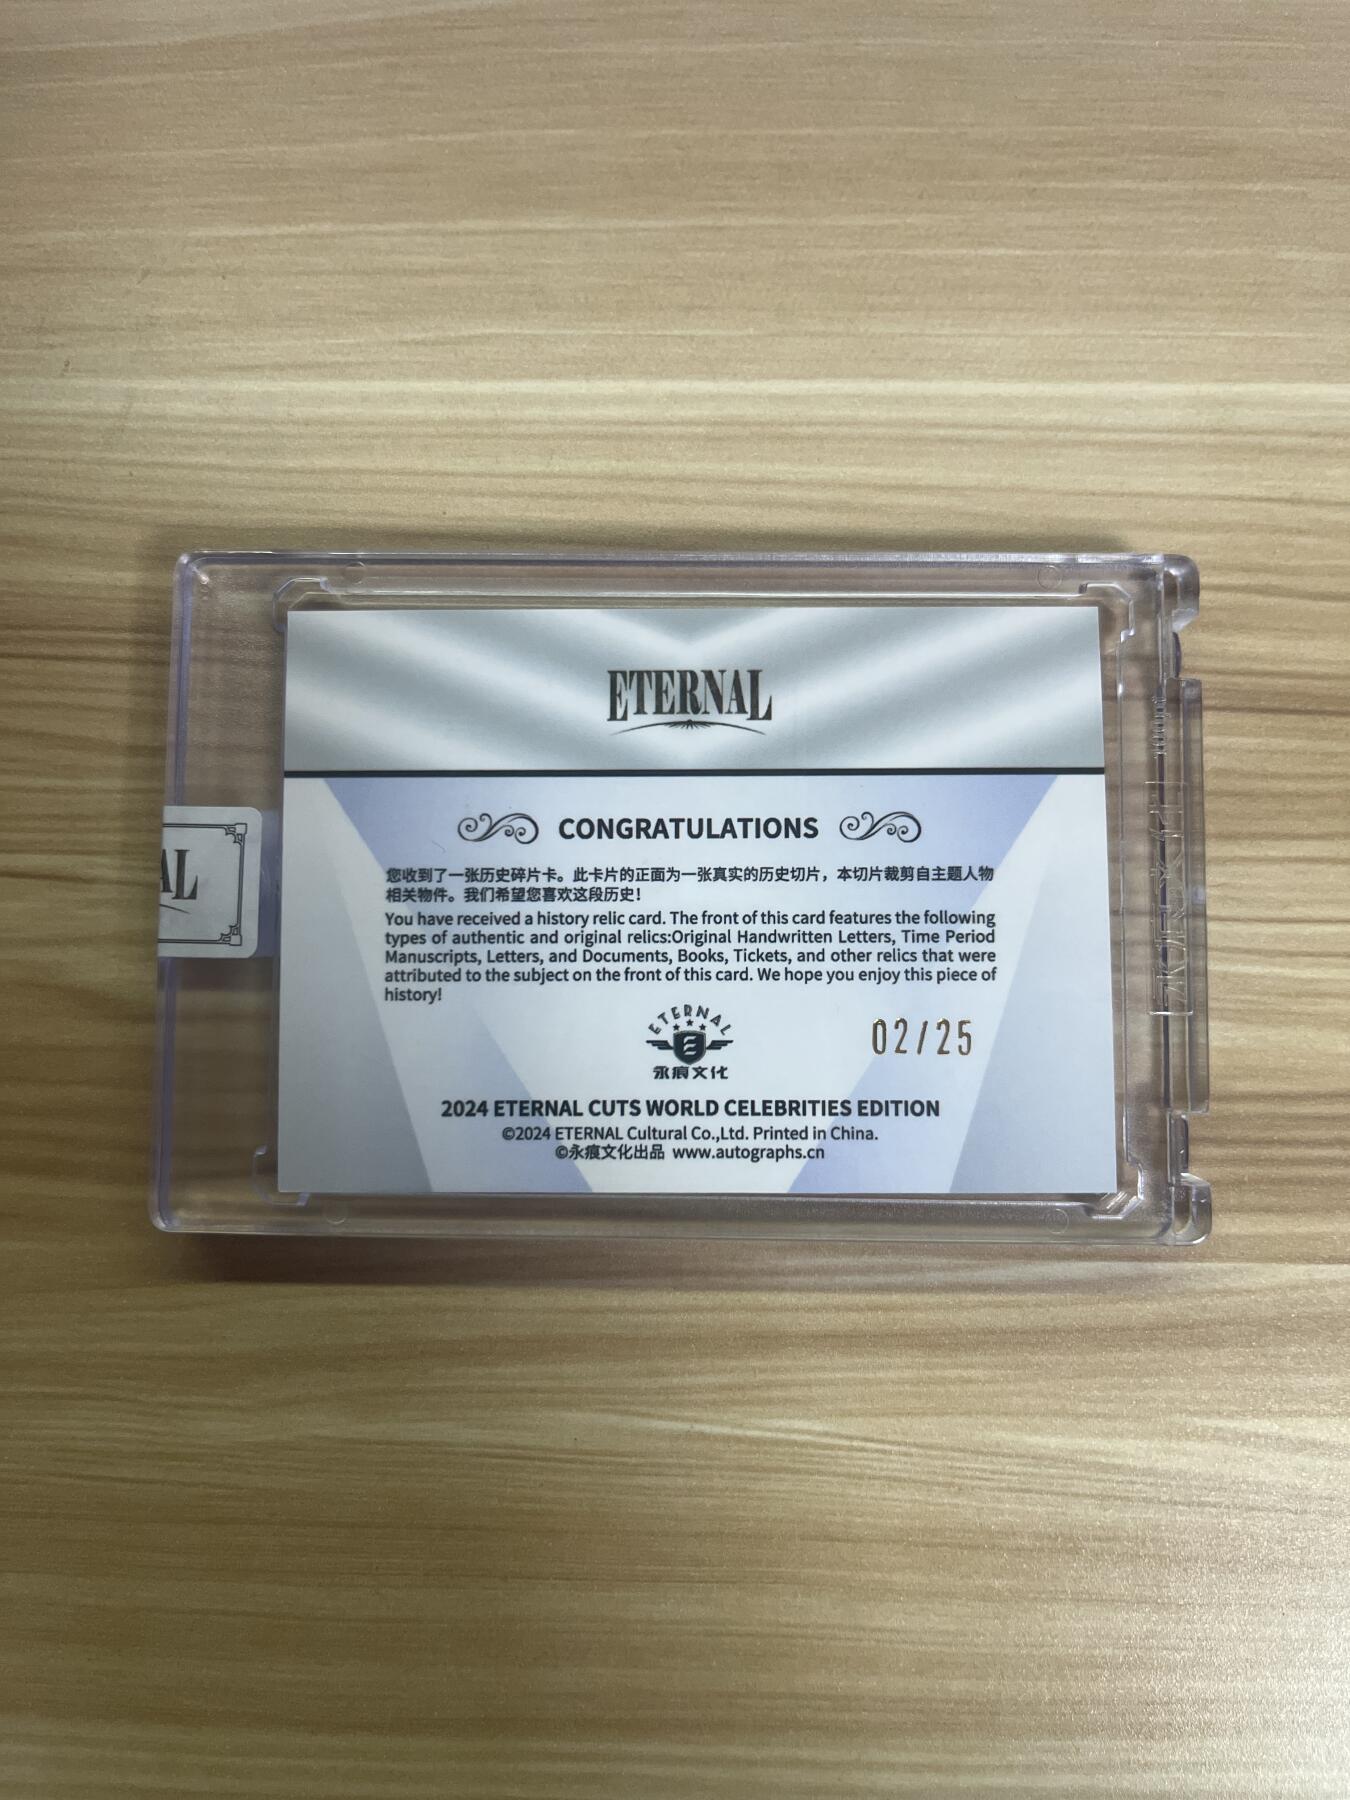 ETERNAL
CONGRATULATIONS
您收到了一张历史碎片卡。此卡片的正面为一张真实的历史切片，本切片裁剪自主题人物
相关物件。我们希望您喜欢这段历史！
You have received a history relic card. The front of this card features the following
types of authentic and original relics:Original Handwritten Letters, Time Period
Manuscripts, Letters, and Documents, Books, Tickets, and other relics that were
attributed to the subject on the front of this card. We hope you enjoy this piece of
history!
ETERNAL
永痕文化
02/25
2024 ETERNAL CUTS WORLD CELEBRITIES EDITION
©2024 ETERNAL Cultural Co.,Ltd. Printed in China.
©永痕文化出品 www.autographs.cn
AL